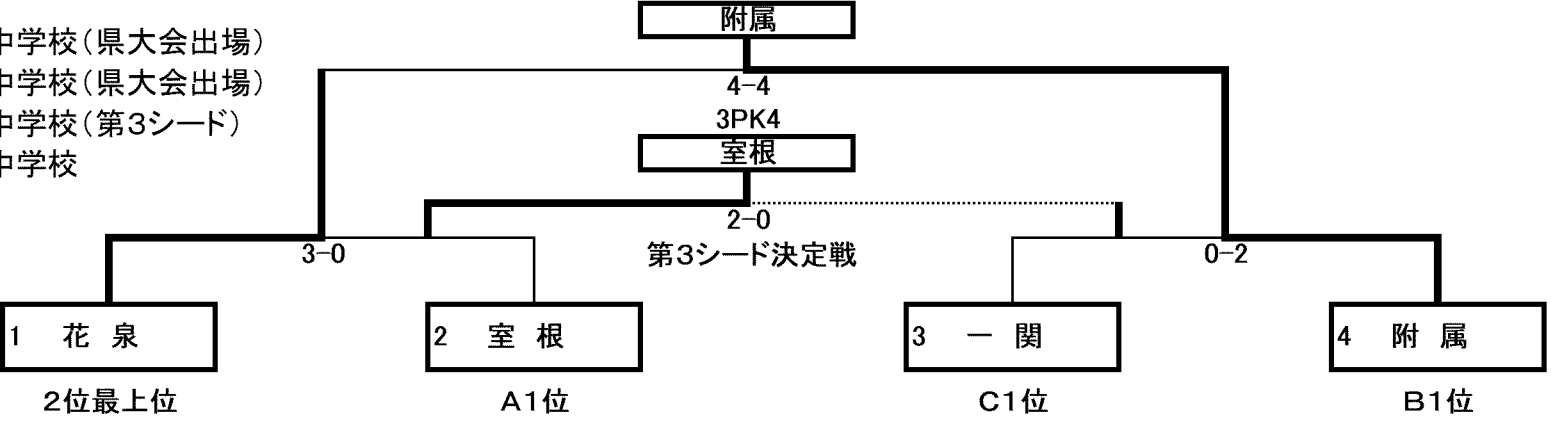 附属
中学校（県大会出場）
中学校（県大会出場）
中学校（第３シード）
中学校
4-4
3PK4
室根
2-0
第３シード決定戦
3-0
0-2
1 花 泉
2 室 根
3 一 関
4 附 属
２位最上位
Ａ１位
Ｃ１位
Ｂ１位